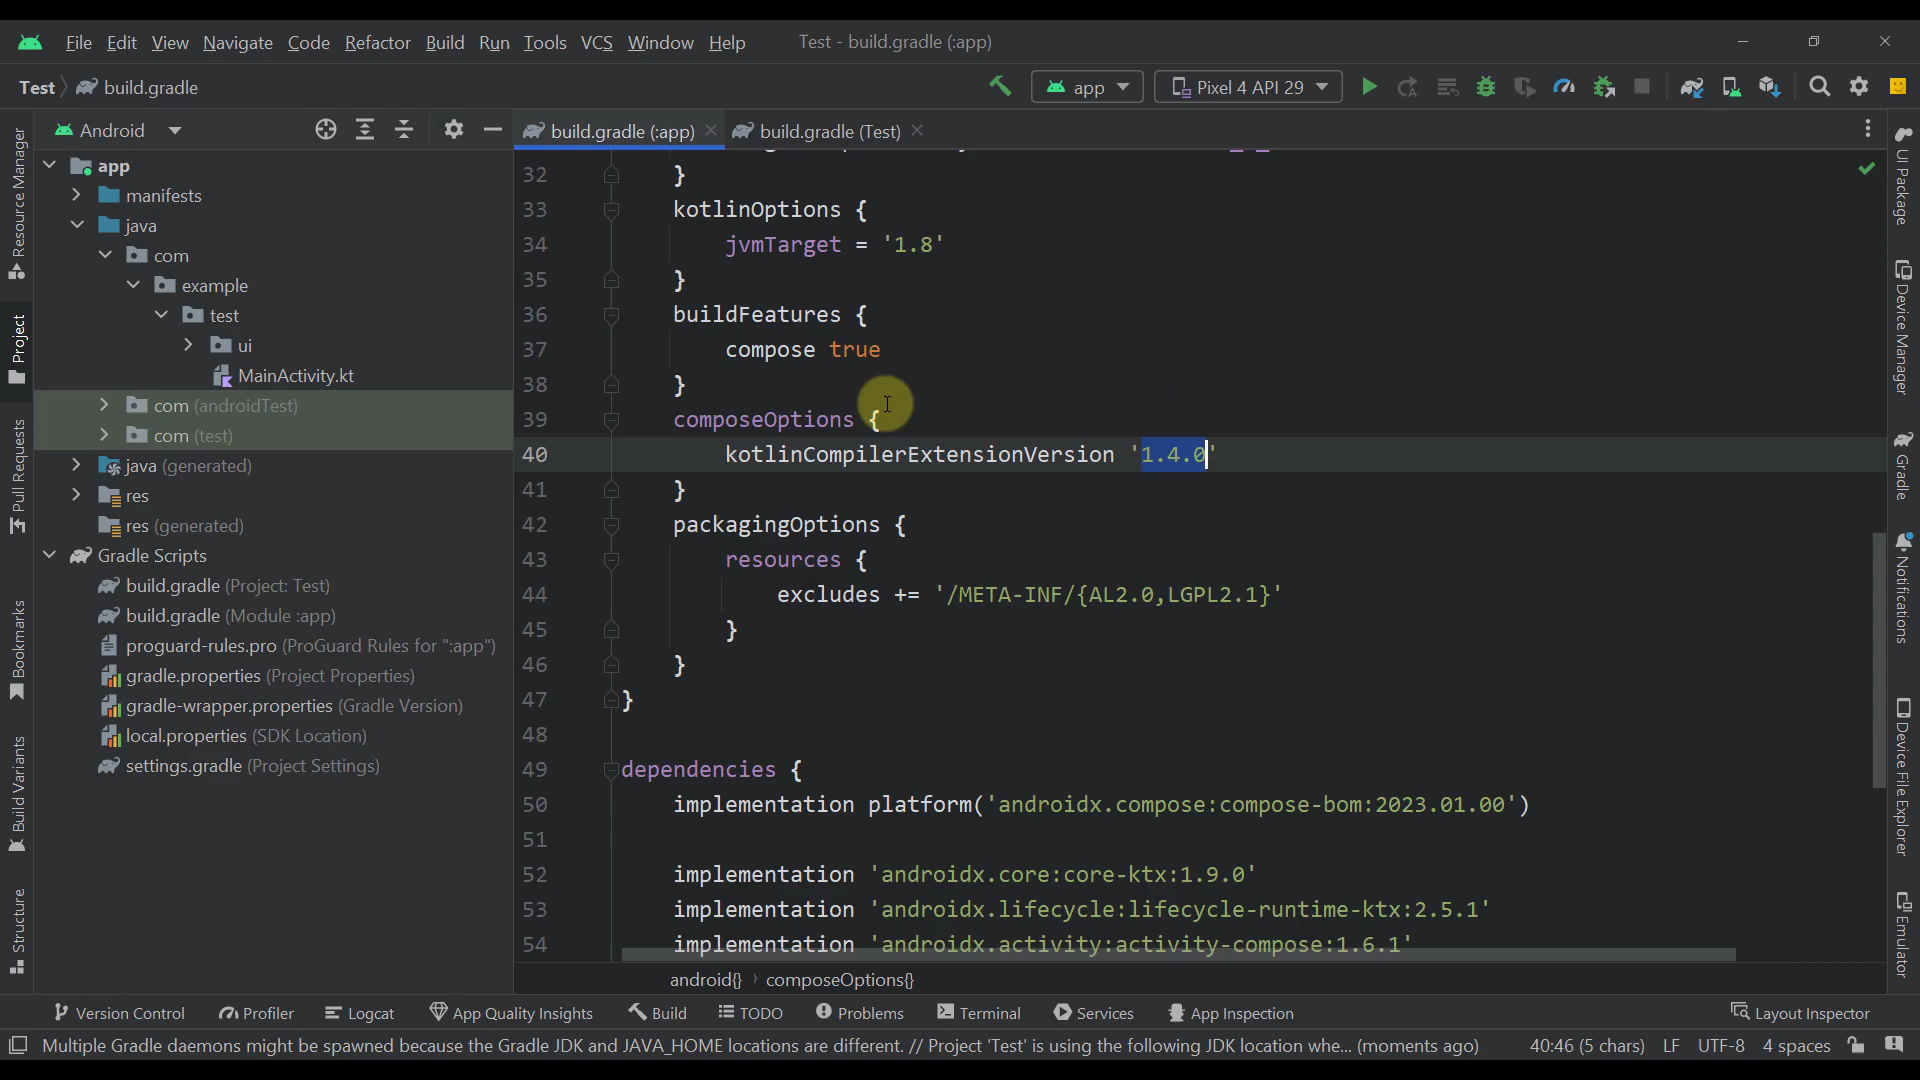 File Edit View Navigate Code Refactor Build Run Tools VCS Window Help Test - build.gradle (:app)
Test build.gradle app Pixel 4 API 29
Android
build.gradle (:app) build.gradle (Test)
app
manifests
java
com
example
test
ui
MainActivity.kt
com (androidTest)
com (test)
java (generated)
res
res (generated)
Gradle Scripts
build.gradle (Project: Test)
build.gradle (Module :app)
proguard-rules.pro (ProGuard Rules for ":app")
gradle.properties (Project Properties)
gradle-wrapper.properties (Gradle Version)
local.properties (SDK Location)
settings.gradle (Project Settings)
32 }
33 kotlinOptions {
34 jvmTarget = '1.8'
35 }
36 buildFeatures {
37 compose true
38 }
39 composeOptions {
40 kotlinCompilerExtensionVersion '1.4.0'
41 }
42 packagingOptions {
43 resources {
44 excludes += '/META-INF/{AL2.0,LGPL2.1}'
45 }
46 }
47 }
48
49 dependencies {
50 implementation platform('androidx.compose:compose-bom:2023.01.00')
51
52 implementation 'androidx.core:core-ktx:1.9.0'
53 implementation 'androidx.lifecycle:lifecycle-runtime-ktx:2.5.1'
54 implementation 'androidx.activity:activity-compose:1.6.1'
android{} composeOptions{}
Resource Manager
Project
Pull Requests
Bookmarks
Build Variants
Structure
UI Package
Device Manager
Gradle
Notifications
Device File Explorer
Emulator
Version Control Profiler Logcat App Quality Insights Build TODO Problems Terminal Services App Inspection Layout Inspector
Multiple Gradle daemons might be spawned because the Gradle JDK and JAVA_HOME locations are different. // Project 'Test' is using the following JDK location whe... (moments ago) 40:46 (5 chars) LF UTF-8 4 spaces